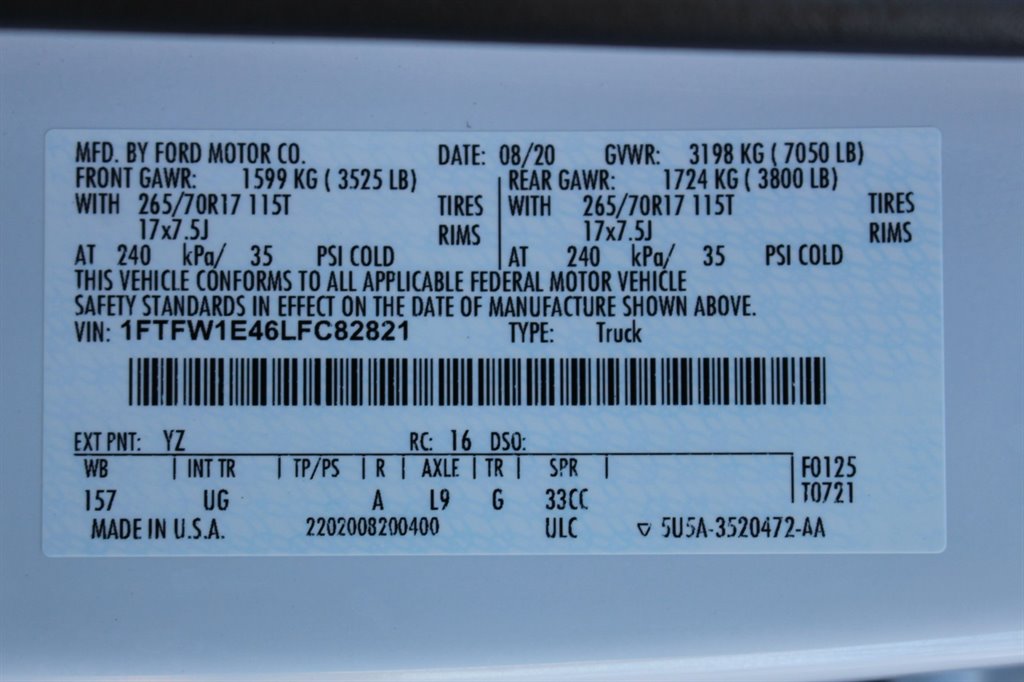 MFD. BY FORD MOTOR CO. DATE: 08/20 GVWR: 3198 KG ( 7050 LB)
FRONT GAWR: 1599 KG ( 3525 LB) REAR GAWR: 1724 KG ( 3800 LB)
WITH 265/70R17 115T TIRES WITH 265/70R17 115T TIRES
17x7.5J RIMS 17x7.5J RIMS
AT 240 kPa/ 35 PSI COLD AT 240 kPa/ 35 PSI COLD
THIS VEHICLE CONFORMS TO ALL APPLICABLE FEDERAL MOTOR VEHICLE
SAFETY STANDARDS IN EFFECT ON THE DATE OF MANUFACTURE SHOWN ABOVE.
VIN: 1FTFW1E46LFC82821 TYPE: Truck
EXT PNT: YZ RC: 16 DSO:
WB | INT TR | TP/PS | R | AXLE | TR | SPR | F0125
157 UG A L9 G 33CC T0721
MADE IN U.S.A. 2202008200400 ULC ▽ 5U5A-3520472-AA